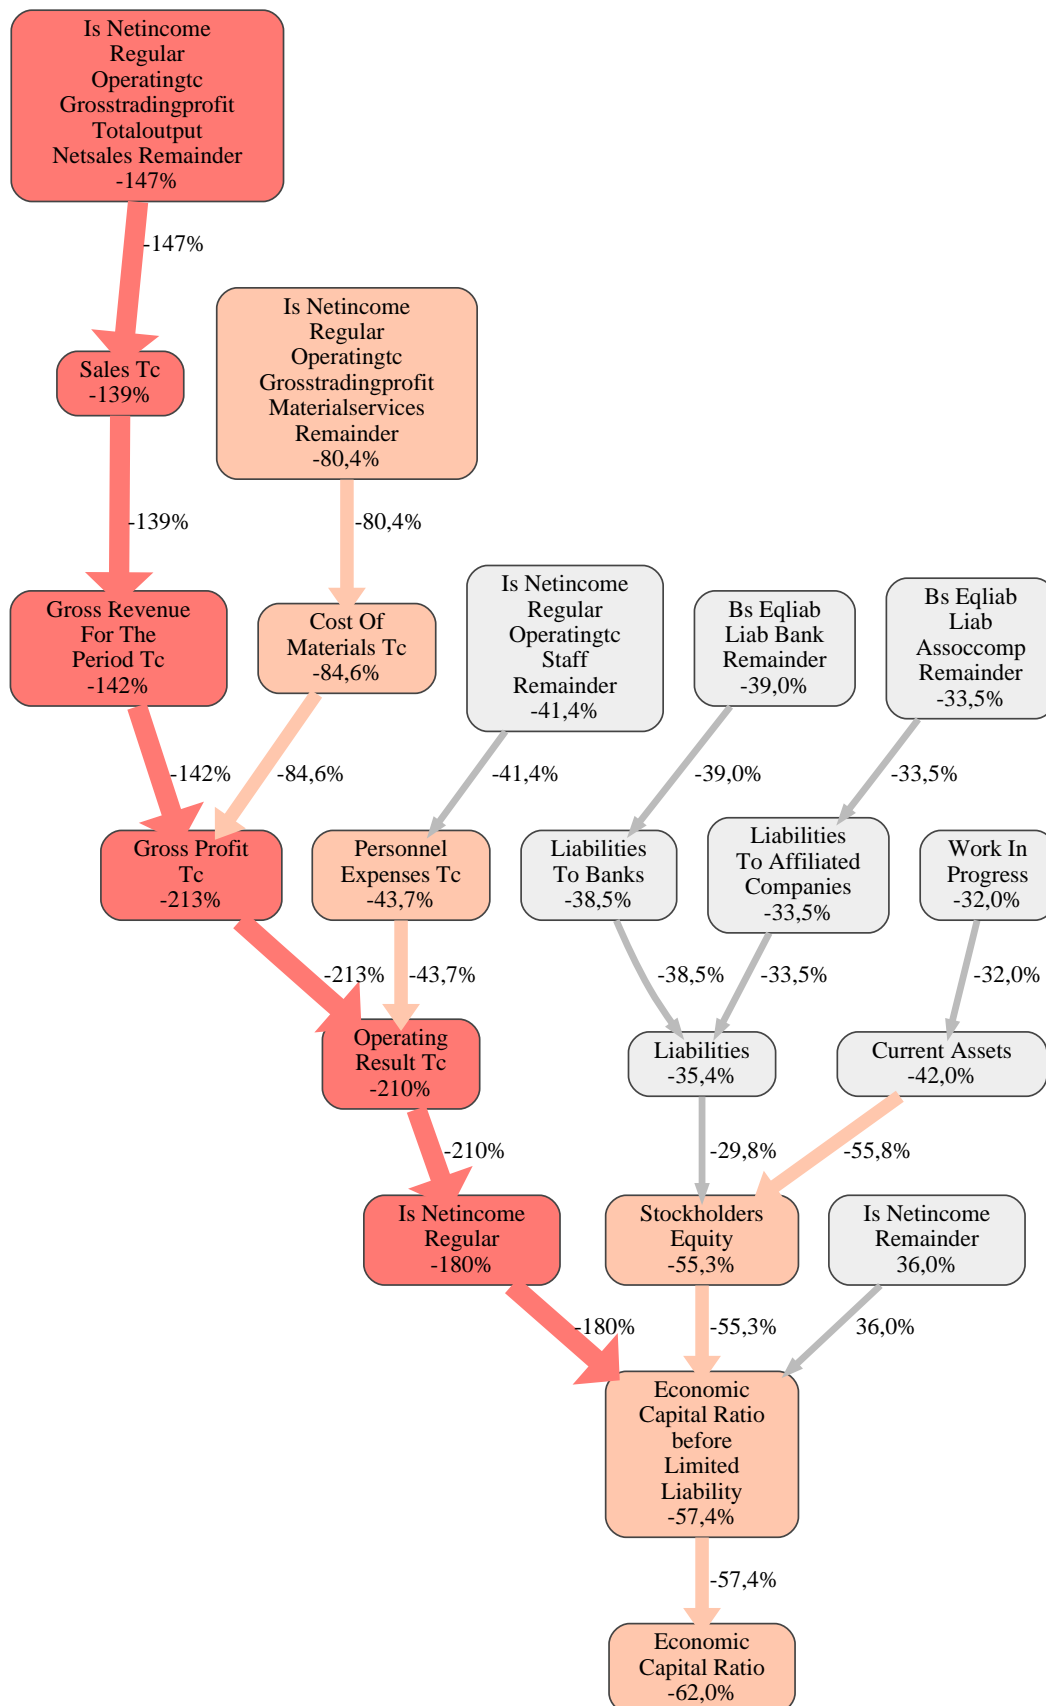 Is Netincome
Regular
Operatingtc
Grosstradingprofit
Totaloutput
Netsales Remainder
-147%
-147%
Is Netincome
Regular
Operatingtc
Grosstradingprofit
Materialservices
Remainder
-80,4%
Sales Tc
-139%
-139%
-80,4%
Gross Revenue
For The
Period Tc
-142%
Cost Of
Materials Tc
-84,6%
Is Netincome
Regular
Operatingtc
Staff
Remainder
-41,4%
Bs Eqliab
Liab Bank
Remainder
-39,0%
Bs Eqliab
Liab
Assoccomp
Remainder
-33,5%
-142%
-84,6%
-41,4%
-39,0%
-33,5%
Gross Profit
Tc
-213%
Personnel
Expenses Tc
-43,7%
Liabilities
To Banks
-38,5%
Liabilities
To Affiliated
Companies
-33,5%
Work In
Progress
-32,0%
-213%
-43,7%
-38,5%
-33,5%
-32,0%
Operating
Result Tc
-210%
Liabilities
-35,4%
Current Assets
-42,0%
-210%
-29,8%
-55,8%
Is Netincome
Regular
-180%
Stockholders
Equity
-55,3%
Is Netincome
Remainder
36,0%
-180%
-55,3%
36,0%
Economic
Capital Ratio
before
Limited
Liability
-57,4%
-57,4%
Economic
Capital Ratio
-62,0%